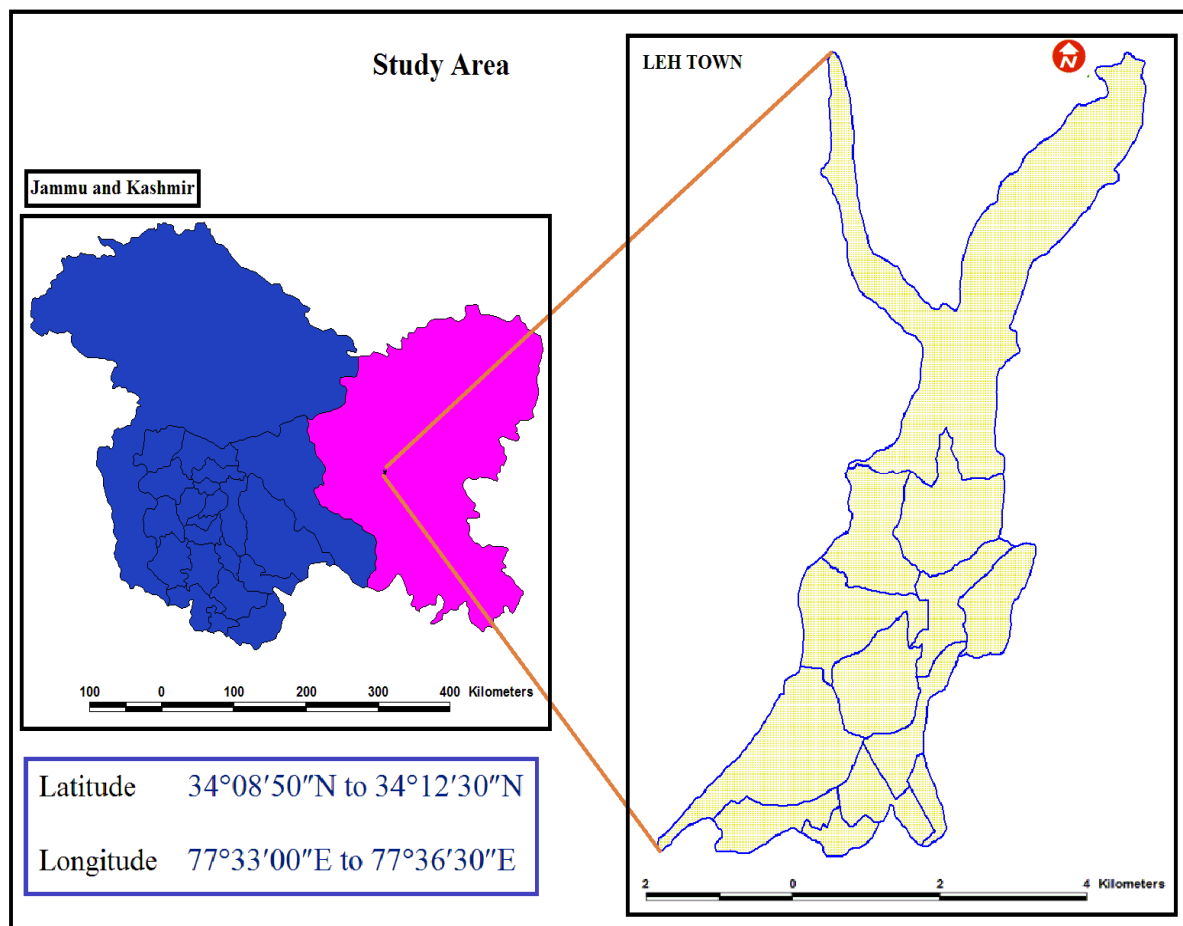 Study Area
LEH TOWN
N
Jammu and Kashmir
100 0 100 200 300 400 Kilometers
Latitude 34°08′50″N to 34°12′30″N
Longitude 77°33′00″E to 77°36′30″E
2 0 2 4 Kilometers